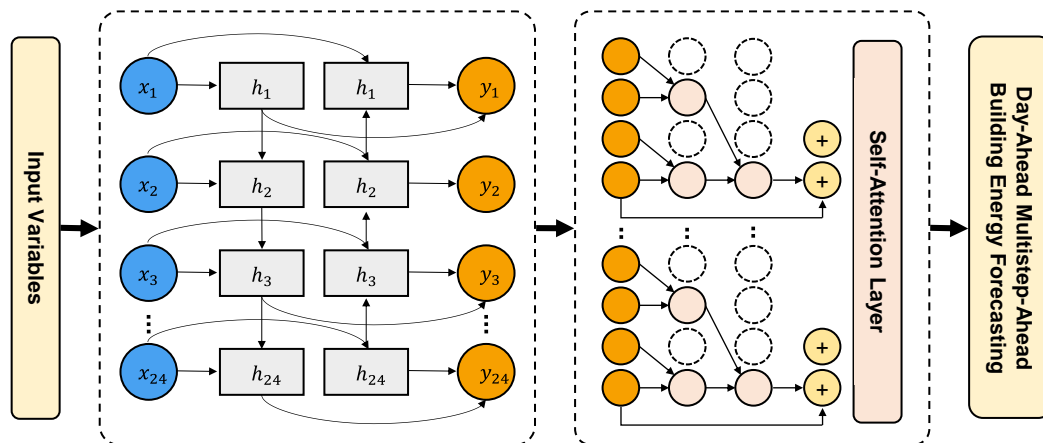 Input Variables
x₁ h₁ h₁ y₁
x₂ h₂ h₂ y₂
x₃ h₃ h₃ y₃
x₂₄ h₂₄ h₂₄ y₂₄
+
+
+
+
Self-Attention Layer
Day-Ahead Multistep-Ahead
Building Energy Forecasting